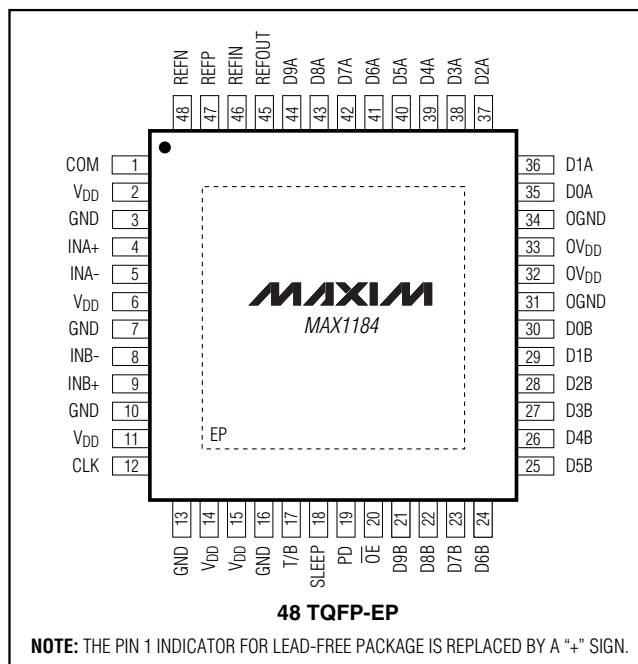 REFN REFP REFIN REFOUT D9A D8A D7A D6A D5A D4A D3A D2A
48 47 46 45 44 43 42 41 40 39 38 37
COM 1
VDD 2
GND 3
INA+ 4
INA- 5
VDD 6
GND 7
INB- 8
INB+ 9
GND 10
VDD 11
CLK 12
MAXIM
MAX1184
EP
36 D1A
35 D0A
34 OGND
33 OVDD
32 OVDD
31 OGND
30 D0B
29 D1B
28 D2B
27 D3B
26 D4B
25 D5B
13 14 15 16 17 18 19 20 21 22 23 24
GND VDD VDD GND T/B SLEEP PD O̅E̅ D9B D8B D7B D6B
48 TQFP-EP
NOTE: THE PIN 1 INDICATOR FOR LEAD-FREE PACKAGE IS REPLACED BY A “+” SIGN.